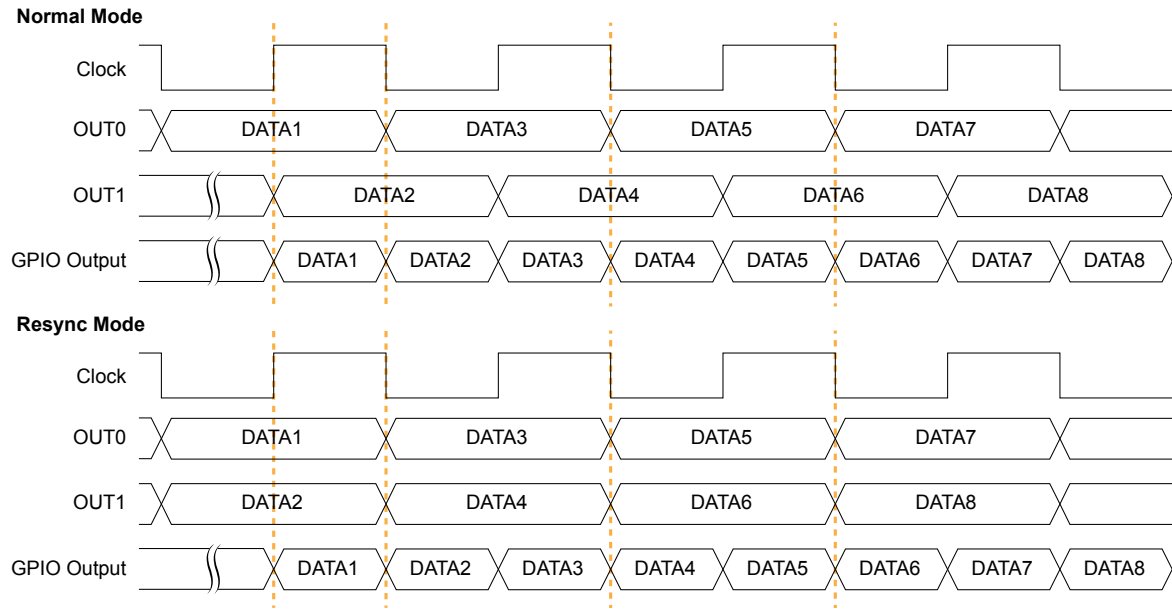 Normal Mode
Clock
OUT0 DATA1 DATA3 DATA5 DATA7
OUT1 DATA2 DATA4 DATA6 DATA8
GPIO Output DATA1 DATA2 DATA3 DATA4 DATA5 DATA6 DATA7 DATA8
Resync Mode
Clock
OUT0 DATA1 DATA3 DATA5 DATA7
OUT1 DATA2 DATA4 DATA6 DATA8
GPIO Output DATA1 DATA2 DATA3 DATA4 DATA5 DATA6 DATA7 DATA8